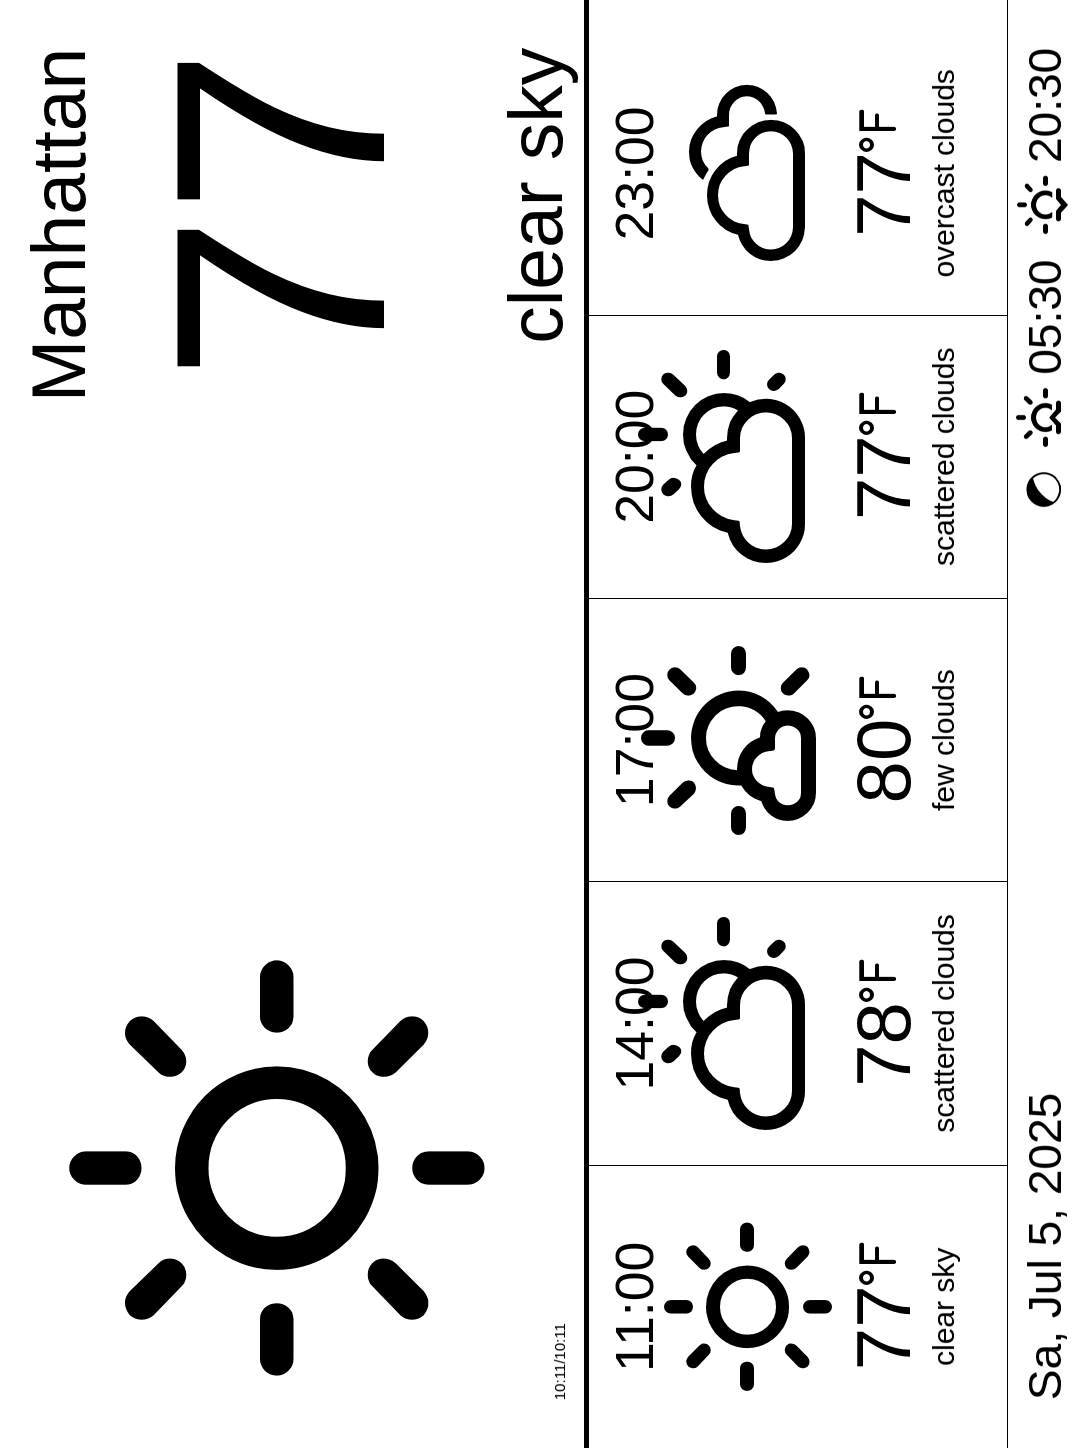 Manhattan
77
clear sky
10:11/10:11
11:00
77°F
clear sky
14:00
78°F
scattered clouds
17:00
80°F
few clouds
20:00
77°F
scattered clouds
23:00
77°F
overcast clouds
Sa, Jul 5, 2025
05:30
20:30